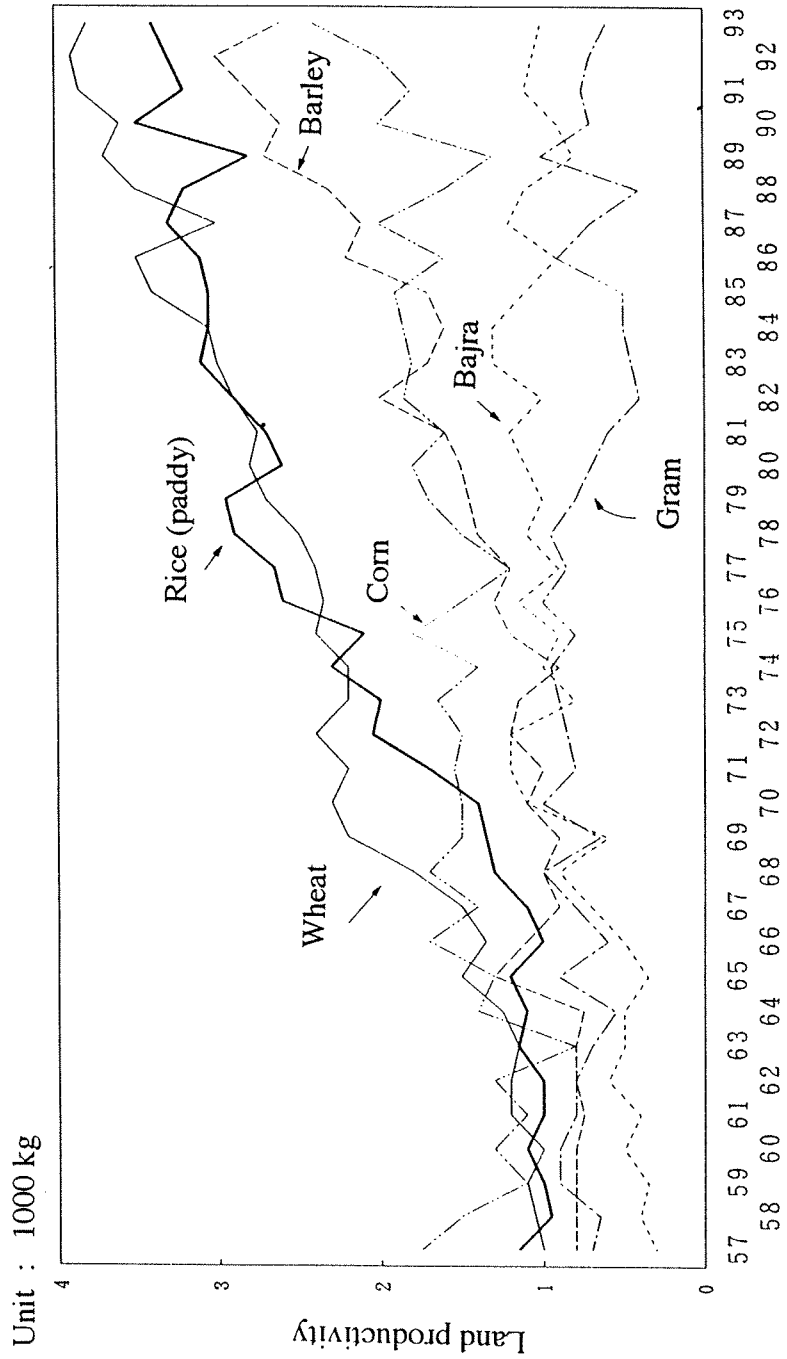 Unit : 1000 kg
Land productivity
4
3
2
1
0
Rice (paddy)
Wheat
Corn
Barley
Bajra
Gram
57 59 61 63 65 67 69 71 73 75 77 79 81 83 85 87 89 91 93
58 60 62 64 66 68 70 72 74 76 78 80 82 84 86 88 90 92